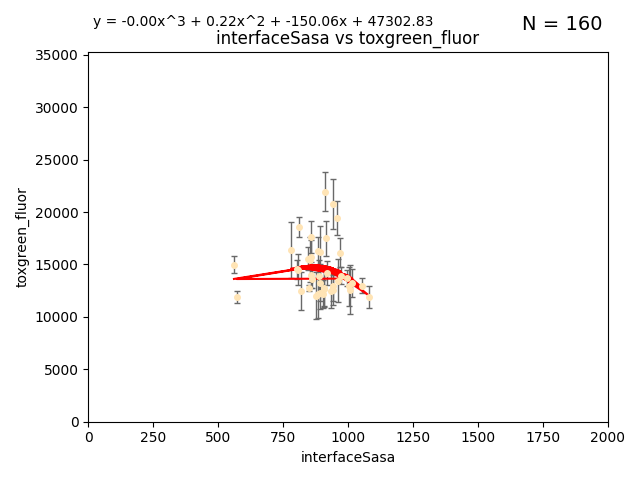 y = -0.00x^3 + 0.22x^2 + -150.06x + 47302.83
N = 160
interfaceSasa vs toxgreen_fluor
35000
30000
25000
20000
15000
10000
5000
0
toxgreen_fluor
0 250 500 750 1000 1250 1500 1750 2000
interfaceSasa